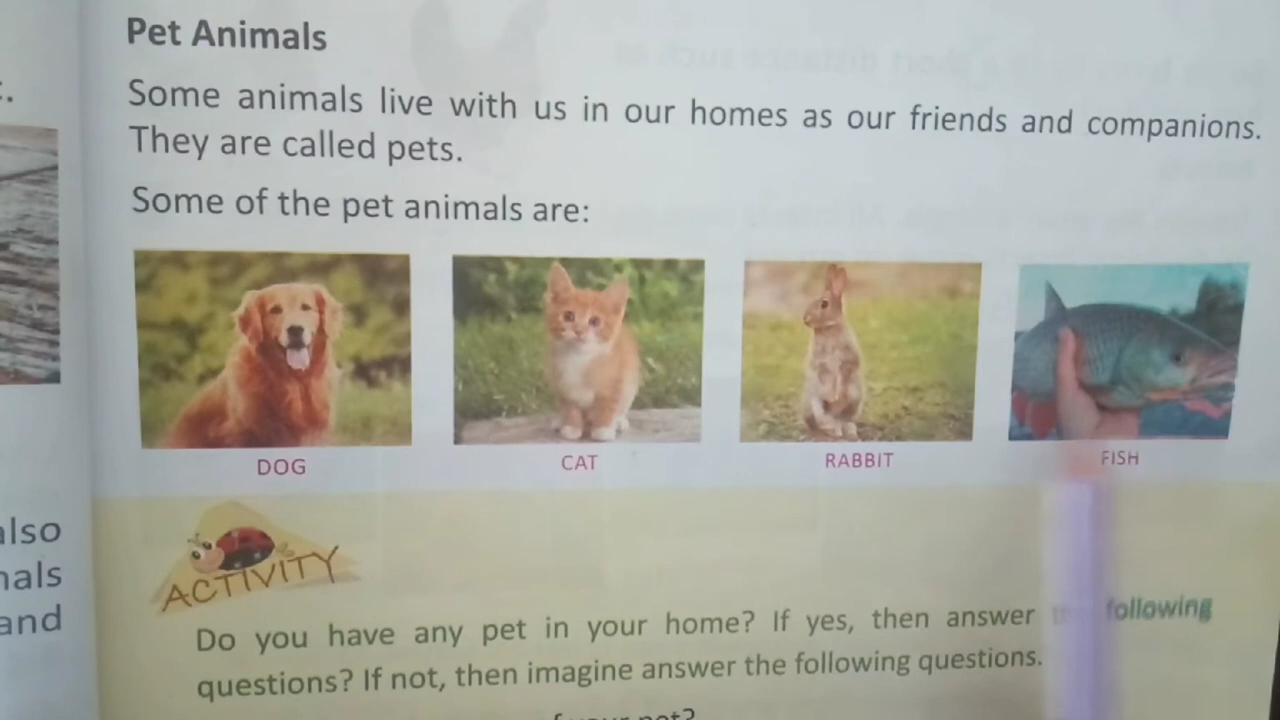 Pet Animals
Some animals live with us in our homes as our friends and companions.
They are called pets.
Some of the pet animals are:
DOG CAT RABBIT FISH
also
and
ACTIVITY
Do you have any pet in your home? If yes, then answer following
questions? If not, then imagine answer the following questions.